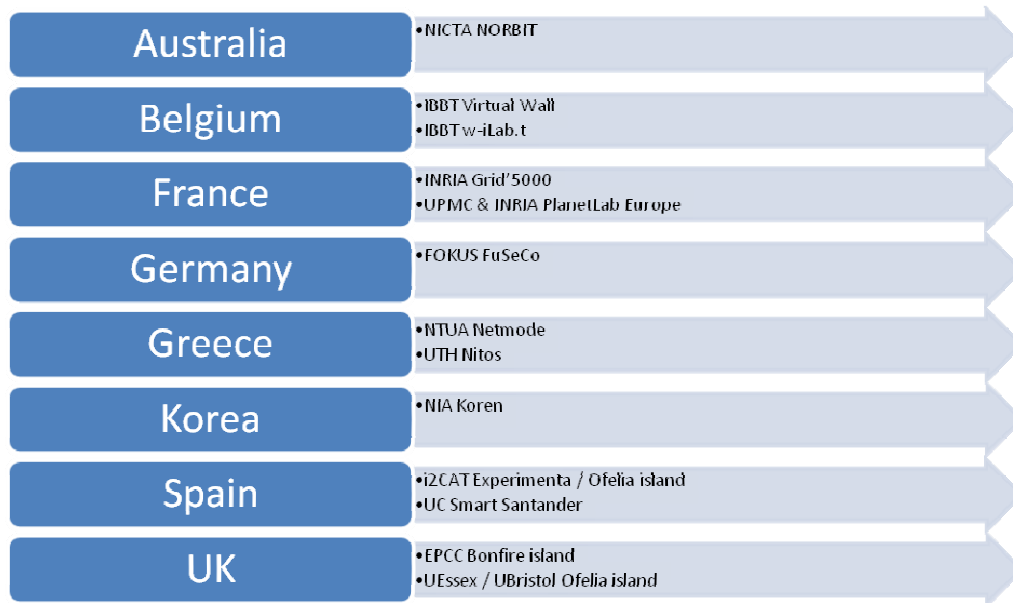 Australia
•NICTA NORBIT
Belgium
•IBBT Virtual Wall
•IBBT w-iLab.t
France
•INRIA Grid'5000
•UPMC & INRIA PlanetLab Europe
Germany
•FOKUS FuSeCo
Greece
•NTUA Netmode
•UTH Nitos
Korea
•NIA Koren
Spain
•i2CAT Experimenta / Ofelia island
•UC Smart Santander
UK
•EPCC Bonfire island
•UEssex / UBristol Ofelia island